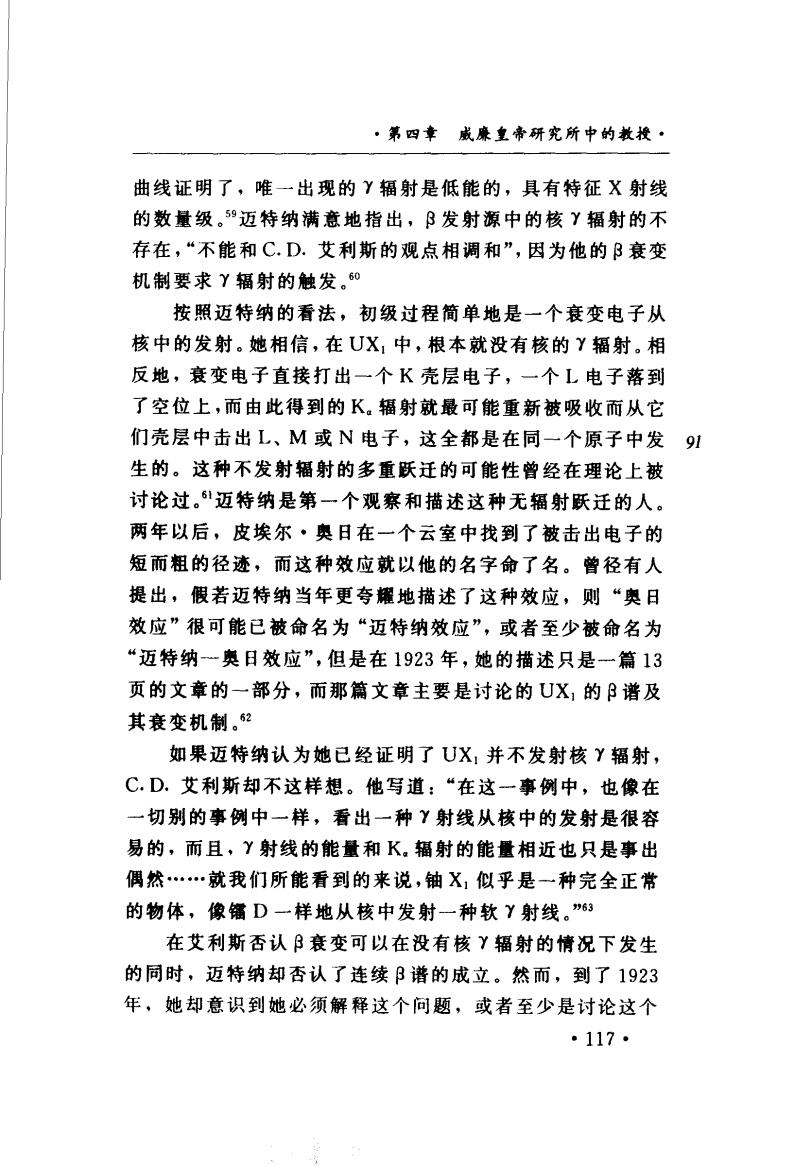 ·第四章 威廉皇帝研究所中的教授·
曲线证明了，唯一出现的γ辐射是低能的，具有特征X射线
的数量级。⁵⁹迈特纳满意地指出，β发射源中的核γ辐射的不
存在，“不能和C.D.艾利斯的观点相调和”，因为他的β衰变
机制要求γ辐射的触发。⁶⁰
按照迈特纳的看法，初级过程简单地是一个衰变电子从
核中的发射。她相信，在UX₁中，根本就没有核的γ辐射。相
反地，衰变电子直接打出一个K壳层电子，一个L电子落到
了空位上，而由此得到的Kα辐射就最可能重新被吸收而从它
们壳层中击出L、M或N电子，这全都是在同一个原子中发
91
生的。这种不发射辐射的多重跃迁的可能性曾经在理论上被
讨论过。⁶¹迈特纳是第一个观察和描述这种无辐射跃迁的人。
两年以后，皮埃尔·奥日在一个云室中找到了被击出电子的
短而粗的径迹，而这种效应就以他的名字命了名。曾径有人
提出，假若迈特纳当年更夸耀地描述了这种效应，则“奥日
效应”很可能已被命名为“迈特纳效应”，或者至少被命名为
“迈特纳—奥日效应”，但是在1923年，她的描述只是一篇13
页的文章的一部分，而那篇文章主要是讨论的UX₁的β谱及
其衰变机制。⁶²
如果迈特纳认为她已经证明了UX₁并不发射核γ辐射，
C.D.艾利斯却不这样想。他写道：“在这一事例中，也像在
一切别的事例中一样，看出一种γ射线从核中的发射是很容
易的，而且，γ射线的能量和Kα辐射的能量相近也只是事出
偶然……就我们所能看到的来说，铀X₁似乎是一种完全正常
的物体，像镭D一样地从核中发射一种软γ射线。”⁶³
在艾利斯否认β衰变可以在没有核γ辐射的情况下发生
的同时，迈特纳却否认了连续β谱的成立。然而，到了1923
年，她却意识到她必须解释这个问题，或者至少是讨论这个
·117·